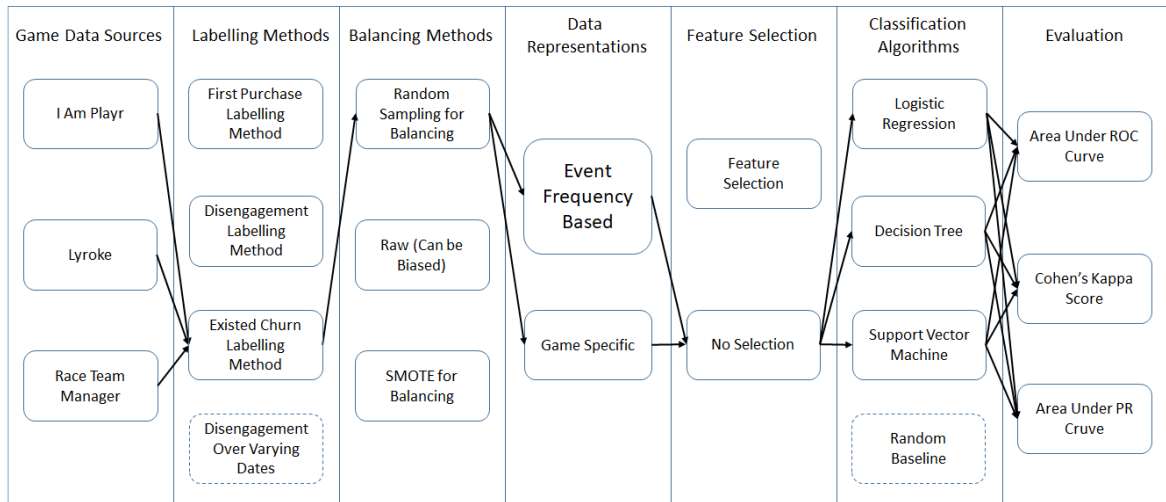 Game Data Sources
Labelling Methods
Balancing Methods
Data
Representations
Feature Selection
Classification
Algorithms
Evaluation
I Am Playr
Lyroke
Race Team
Manager
First Purchase
Labelling
Method
Disengagement
Labelling
Method
Existed Churn
Labelling
Method
Disengagement
Over Varying
Dates
Random
Sampling for
Balancing
Raw (Can be
Biased)
SMOTE for
Balancing
Event
Frequency
Based
Game Specific
Feature
Selection
No Selection
Logistic
Regression
Decision Tree
Support Vector
Machine
Random
Baseline
Area Under ROC
Curve
Cohen's Kappa
Score
Area Under PR
Cruve